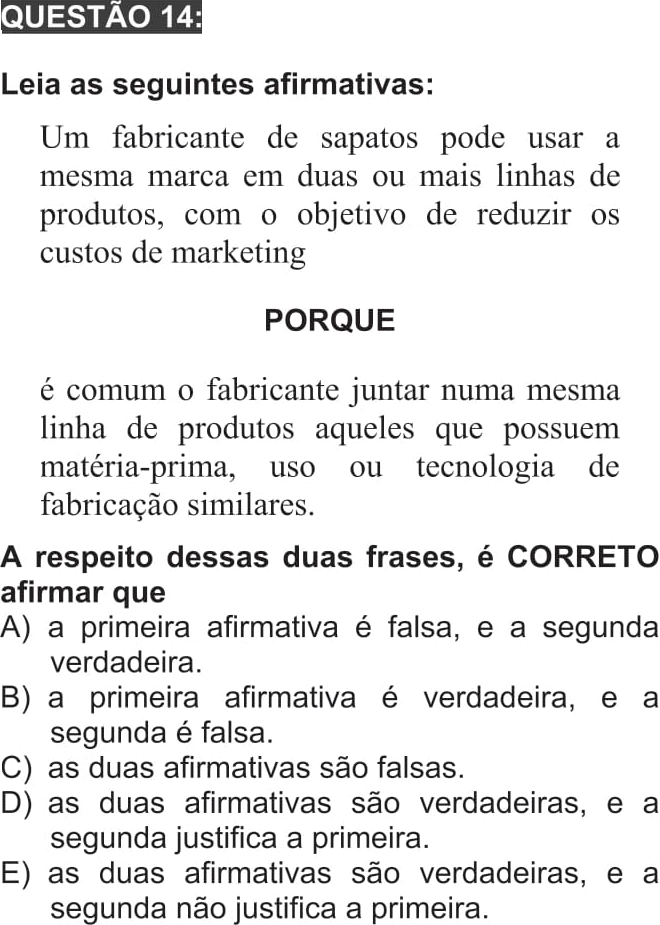 QUESTÃO 14:
Leia as seguintes afirmativas:
Um fabricante de sapatos pode usar a
mesma marca em duas ou mais linhas de
produtos, com o objetivo de reduzir os
custos de marketing
PORQUE
é comum o fabricante juntar numa mesma
linha de produtos aqueles que possuem
matéria-prima, uso ou tecnologia de
fabricação similares.
A respeito dessas duas frases, é CORRETO
afirmar que
A) a primeira afirmativa é falsa, e a segunda
verdadeira.
B) a primeira afirmativa é verdadeira, e a
segunda é falsa.
C) as duas afirmativas são falsas.
D) as duas afirmativas são verdadeiras, e a
segunda justifica a primeira.
E) as duas afirmativas são verdadeiras, e a
segunda não justifica a primeira.